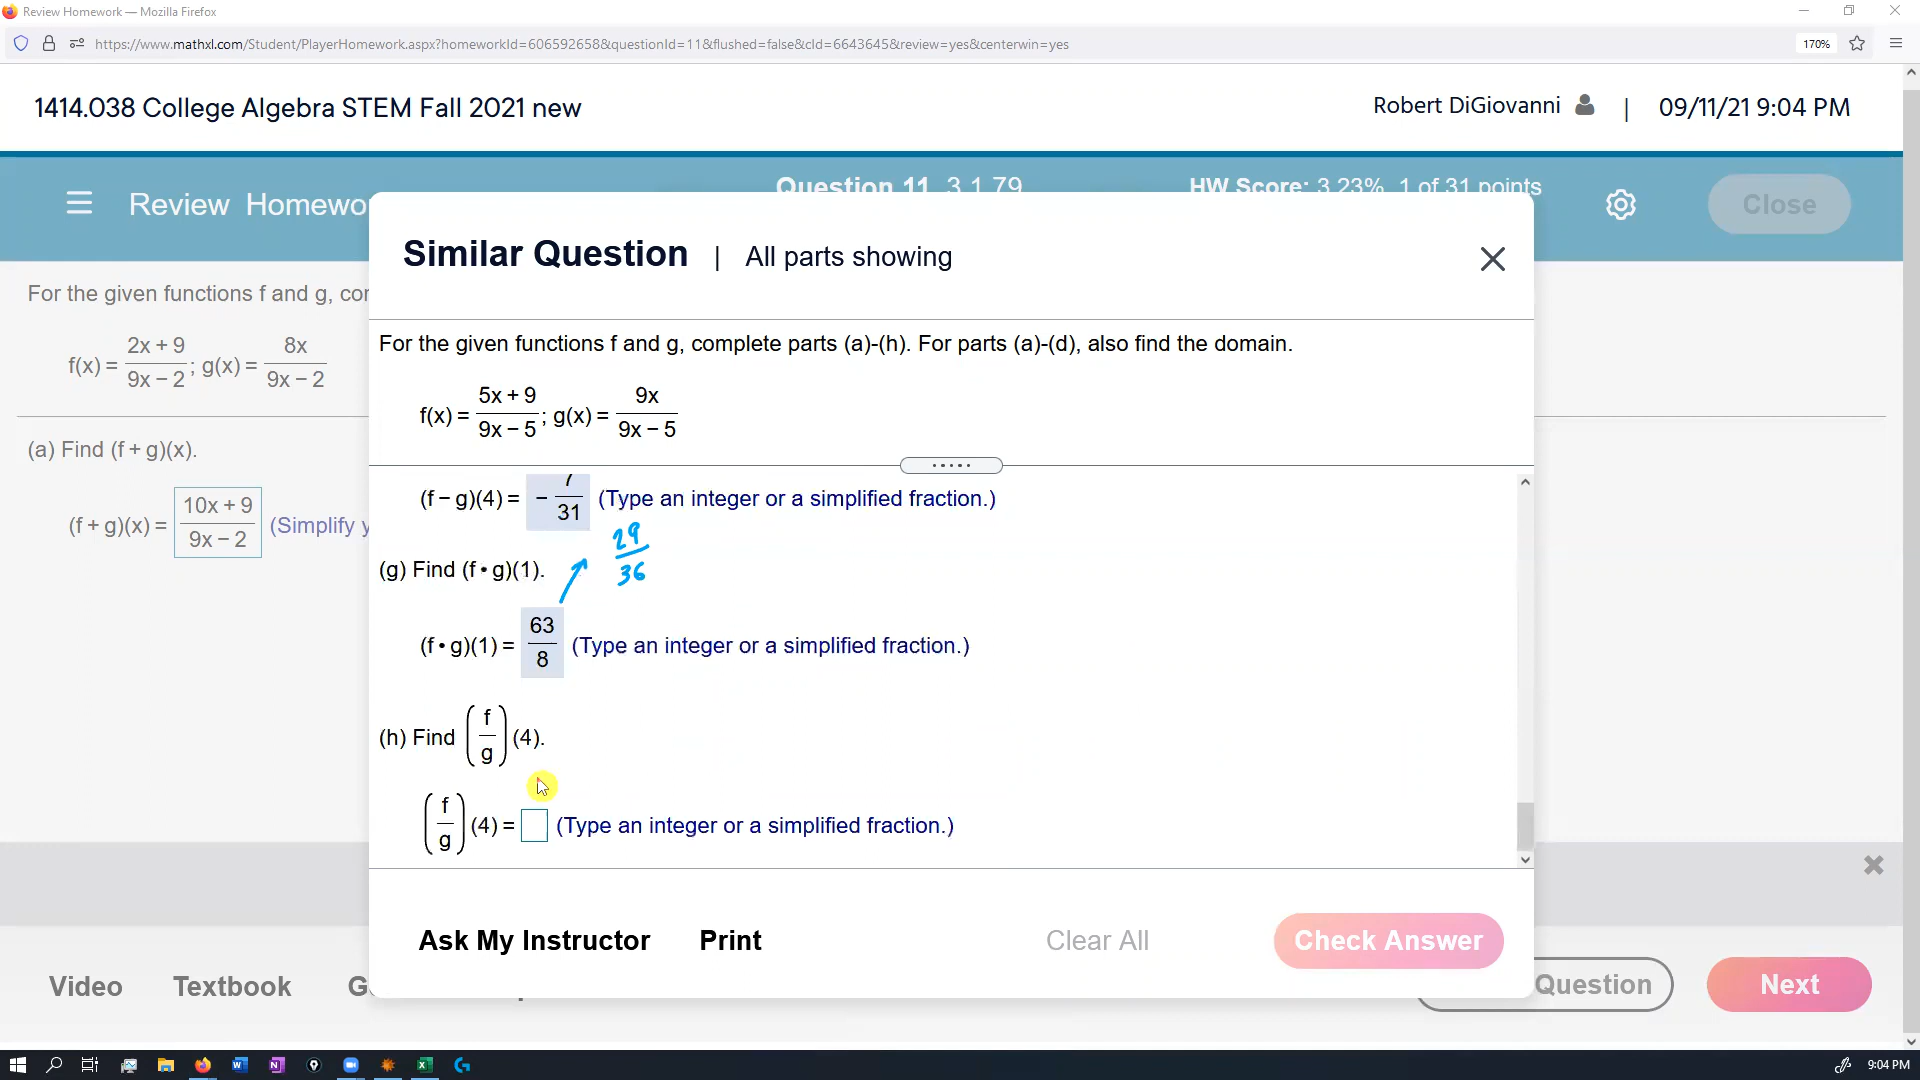 Review Homework — Mozilla Firefox
https://www.mathxl.com/Student/PlayerHomework.aspx?homeworkId=606592658&questionId=11&flushed=false&cId=6643645&review=yes&centerwin=yes
170%
1414.038 College Algebra STEM Fall 2021 new
Robert DiGiovanni | 09/11/21 9:04 PM
Review Homewo
Question 11, 3.1.79
HW Score: 3.23%, 1 of 31 points
Close
Similar Question | All parts showing
For the given functions f and g, co
f(x) = (2x + 9)/(9x − 2); g(x) = 8x/(9x − 2)
(a) Find (f + g)(x).
(f + g)(x) = (10x + 9)/(9x − 2) (Simplify y
For the given functions f and g, complete parts (a)-(h). For parts (a)-(d), also find the domain.
f(x) = (5x + 9)/(9x − 5); g(x) = 9x/(9x − 5)
(f − g)(4) = − 7/31 (Type an integer or a simplified fraction.)
29/36
(g) Find (f • g)(1).
(f • g)(1) = 63/8 (Type an integer or a simplified fraction.)
(h) Find (f/g)(4).
(f/g)(4) = (Type an integer or a simplified fraction.)
Ask My Instructor Print Clear All Check Answer
Video Textbook G Question Next
9:04 PM